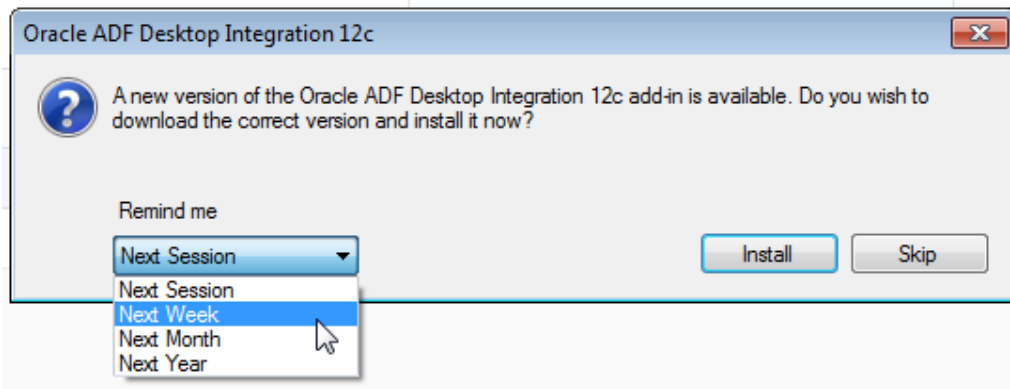 Oracle ADF Desktop Integration 12c
A new version of the Oracle ADF Desktop Integration 12c add-in is available. Do you wish to
download the correct version and install it now?
Remind me
Next Session
Install
Skip
Next Session
Next Week
Next Month
Next Year